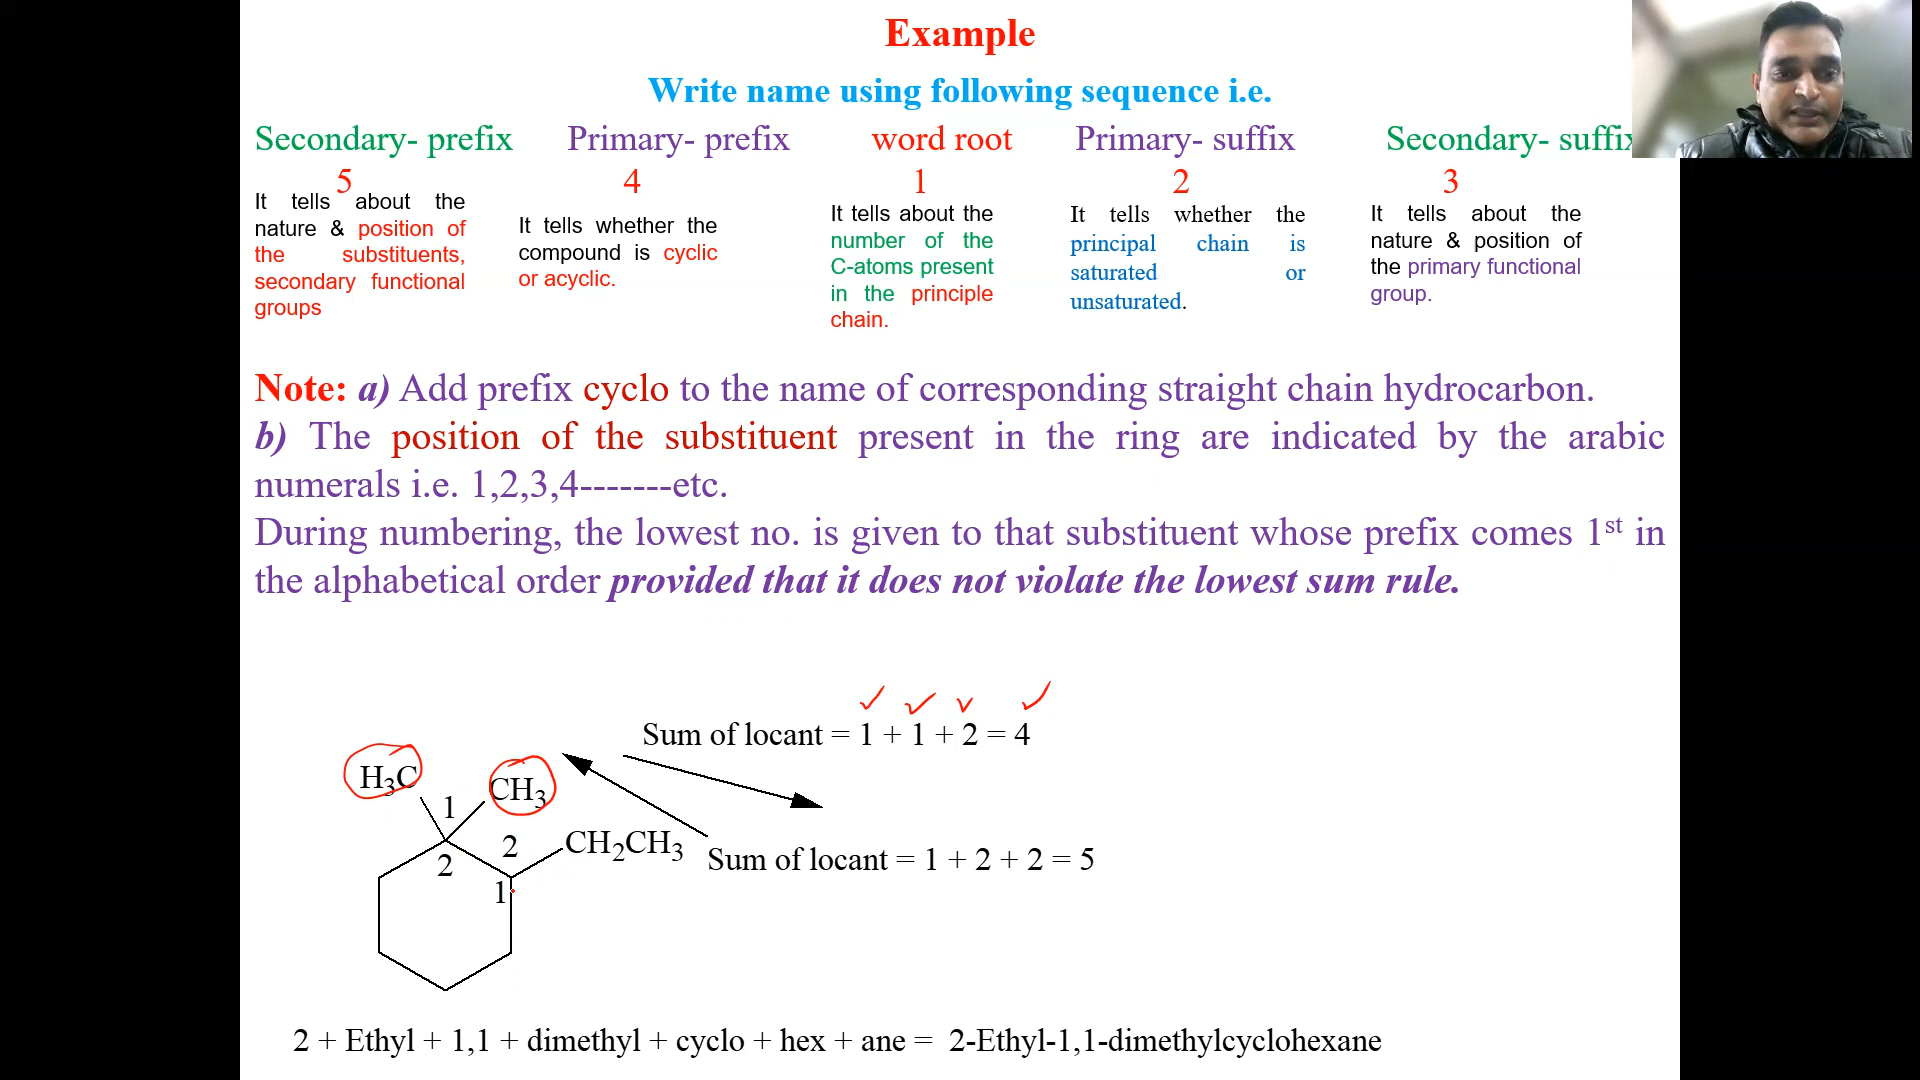 Example
Write name using following sequence i.e.
Secondary- prefix Primary- prefix word root Primary- suffix Secondary- suffix
5 4 1 2 3
It tells about the
nature & position of
the substituents,
secondary functional
groups
It tells whether the
compound is cyclic
or acyclic.
It tells about the
number of the
C-atoms present
in the principle
chain.
It tells whether the
principal chain is
saturated or
unsaturated.
It tells about the
nature & position of
the primary functional
group.
Note: a) Add prefix cyclo to the name of corresponding straight chain hydrocarbon.
b) The position of the substituent present in the ring are indicated by the arabic
numerals i.e. 1,2,3,4-------etc.
During numbering, the lowest no. is given to that substituent whose prefix comes 1st in
the alphabetical order provided that it does not violate the lowest sum rule.
Sum of locant = 1 + 1 + 2 = 4
H3C
CH3
1
2 CH2CH3
2
1
Sum of locant = 1 + 2 + 2 = 5
2 + Ethyl + 1,1 + dimethyl + cyclo + hex + ane = 2-Ethyl-1,1-dimethylcyclohexane